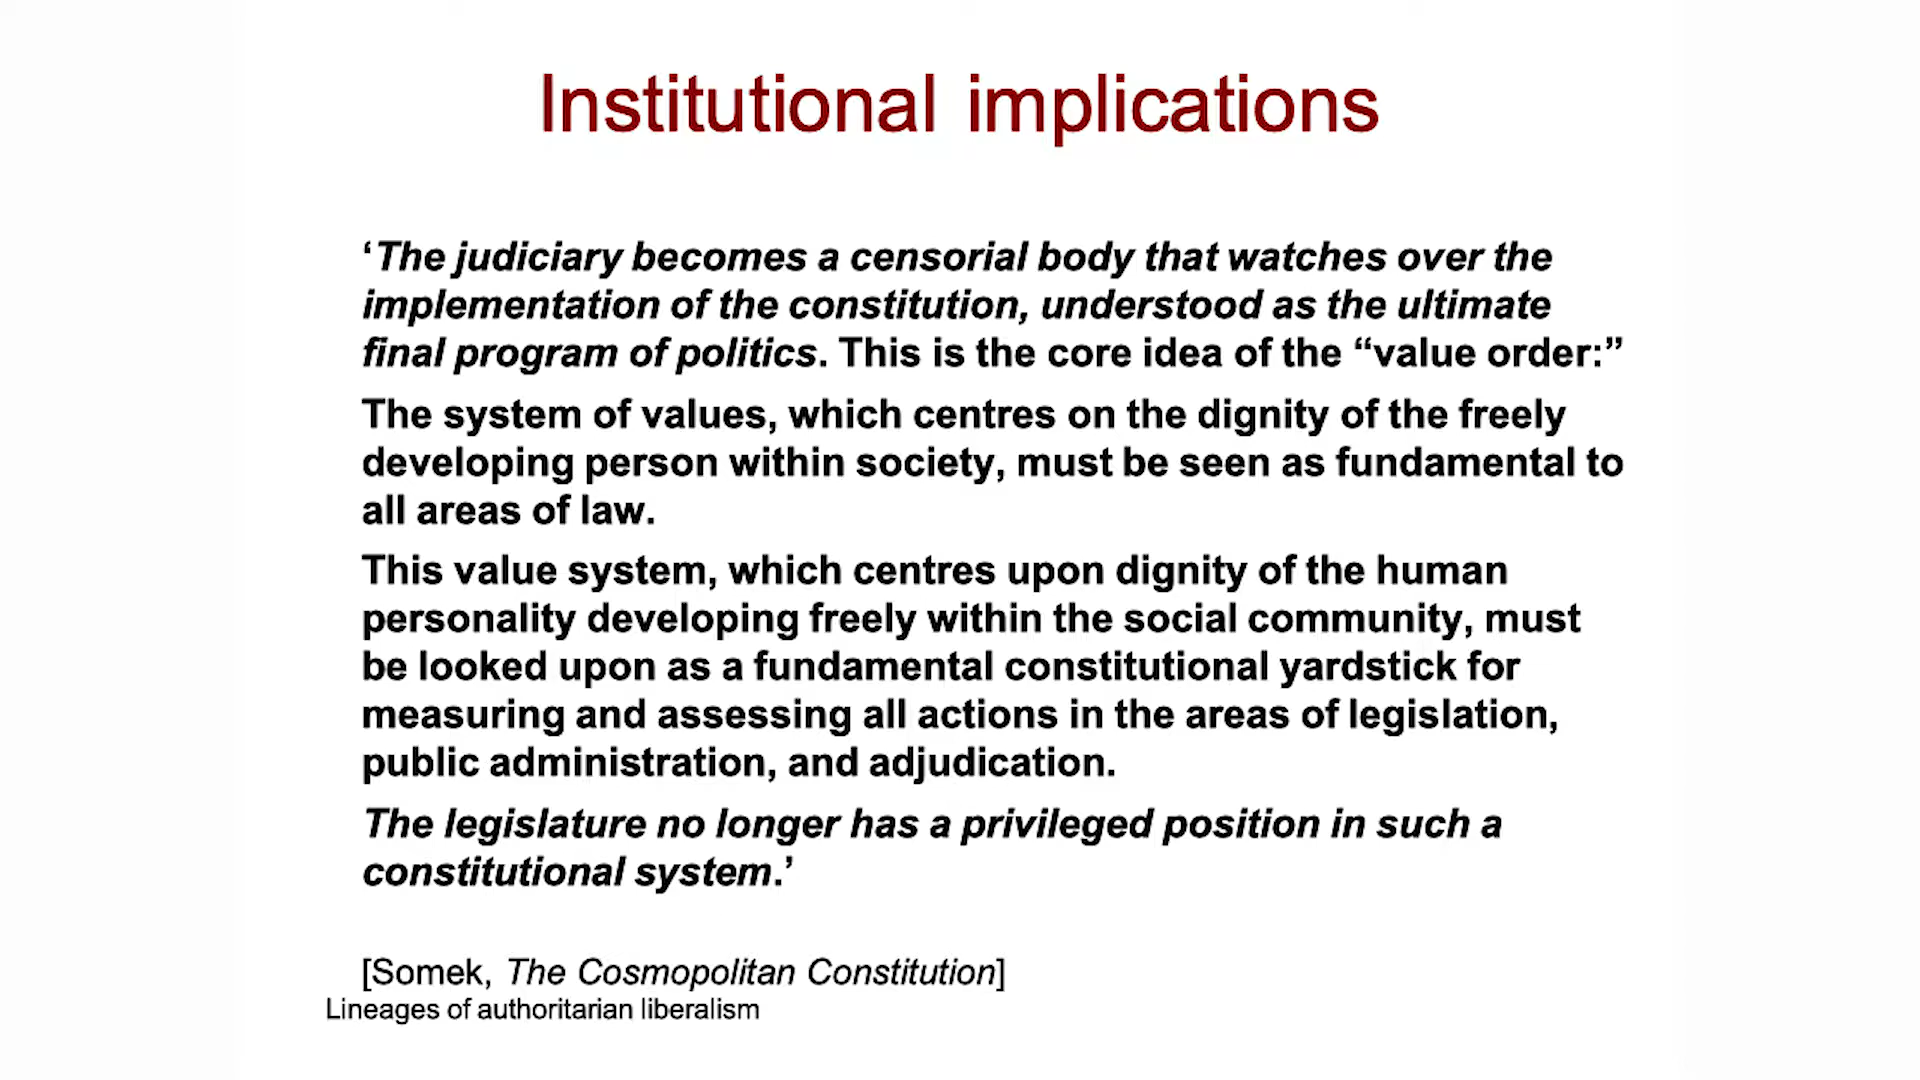 Institutional implications
‘The judiciary becomes a censorial body that watches over the
implementation of the constitution, understood as the ultimate
final program of politics. This is the core idea of the “value order:”
The system of values, which centres on the dignity of the freely
developing person within society, must be seen as fundamental to
all areas of law.
This value system, which centres upon dignity of the human
personality developing freely within the social community, must
be looked upon as a fundamental constitutional yardstick for
measuring and assessing all actions in the areas of legislation,
public administration, and adjudication.
The legislature no longer has a privileged position in such a
constitutional system.’
[Somek, The Cosmopolitan Constitution]
Lineages of authoritarian liberalism